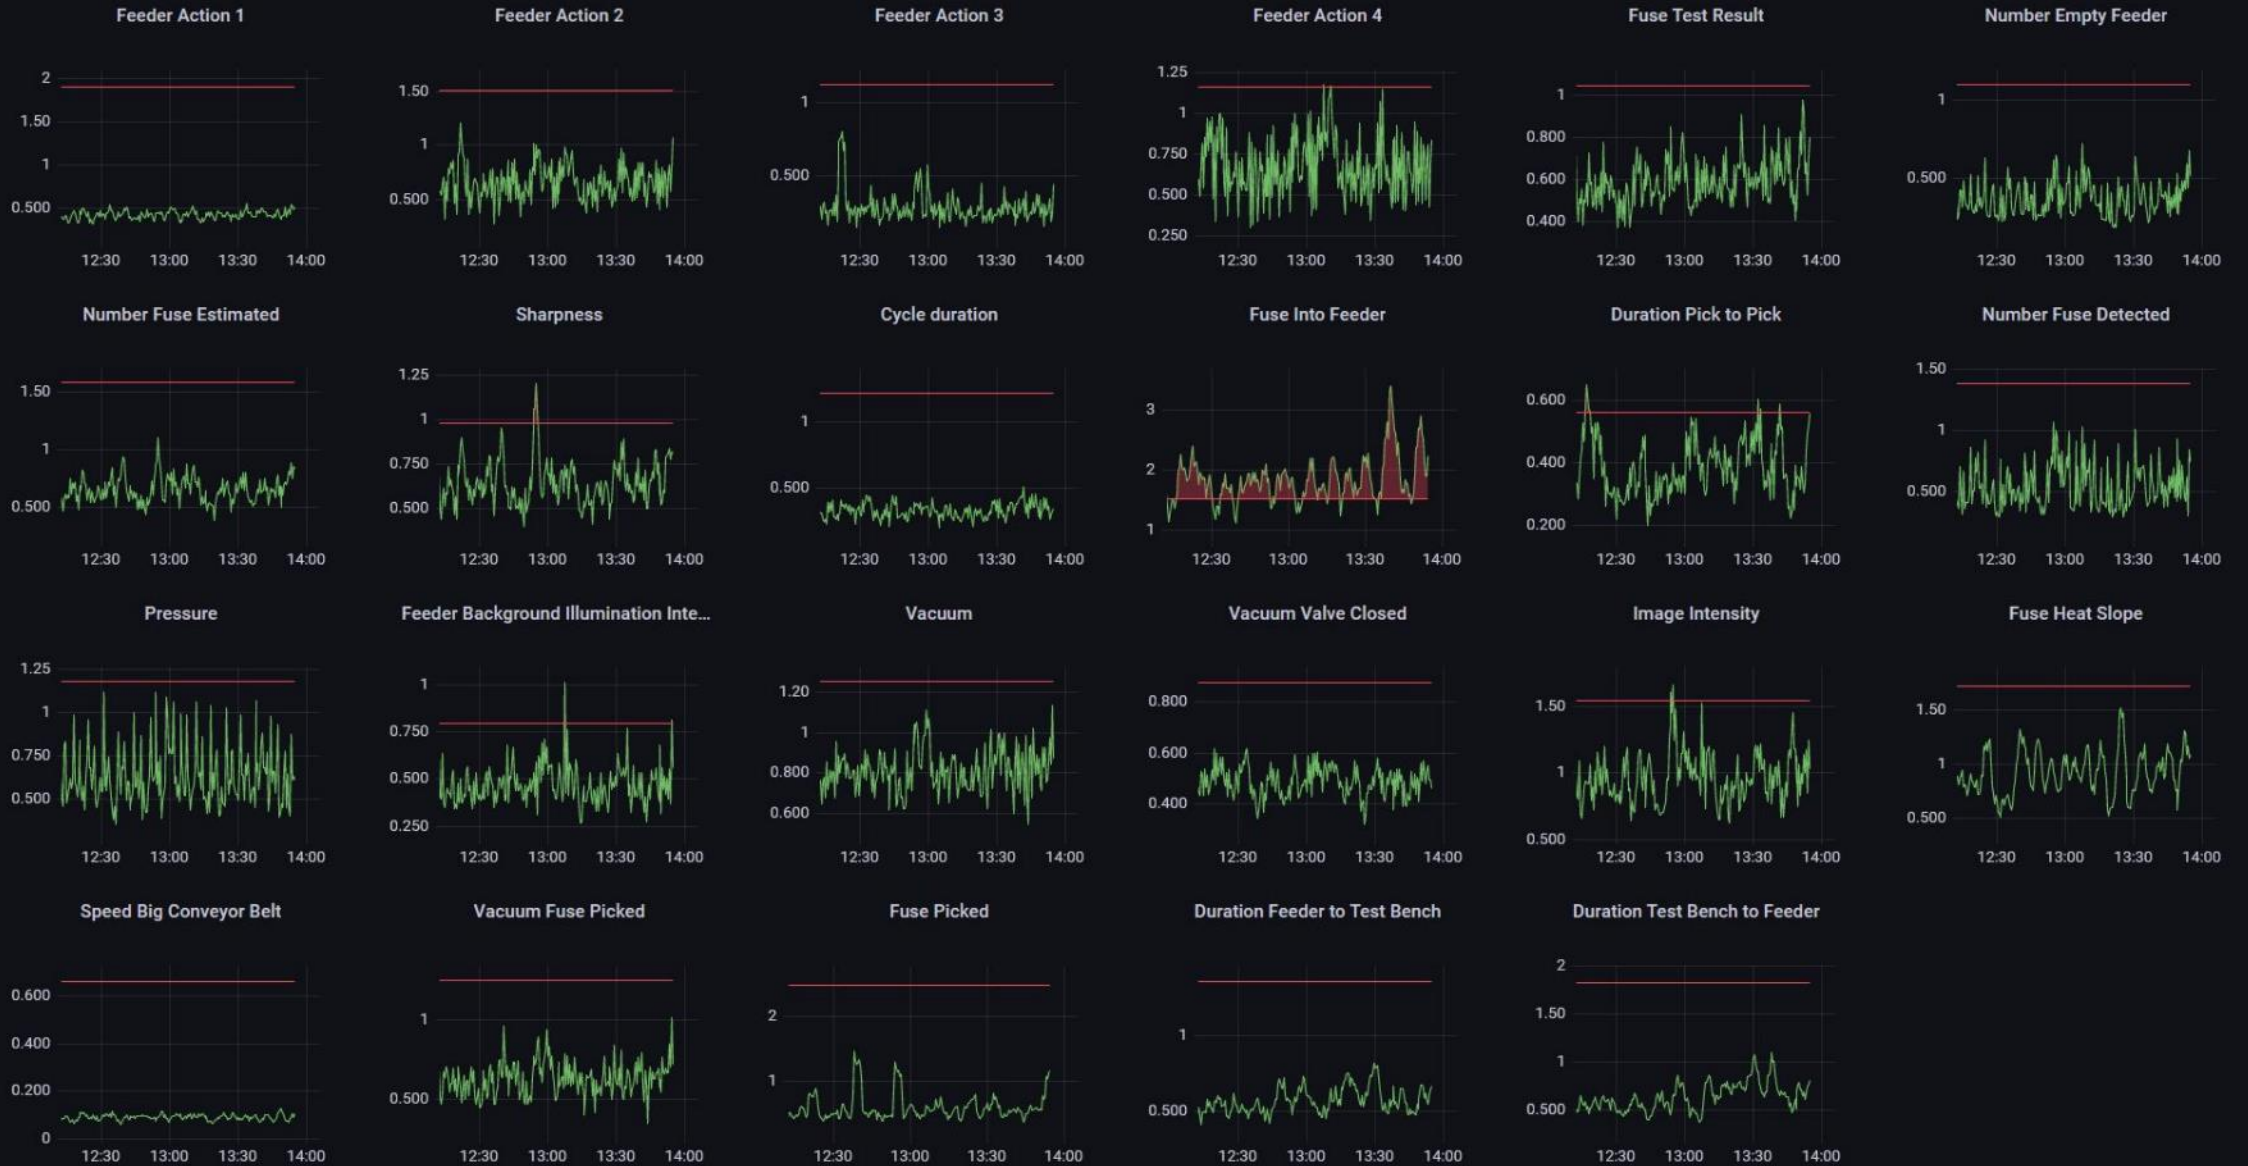 Feeder Action 1
2
1.50
1
0.500
12:30 13:00 13:30 14:00
Feeder Action 2
1.50
1
0.500
12:30 13:00 13:30 14:00
Feeder Action 3
1
0.500
12:30 13:00 13:30 14:00
Feeder Action 4
1.25
1
0.750
0.500
0.250
12:30 13:00 13:30 14:00
Fuse Test Result
1
0.800
0.600
0.400
12:30 13:00 13:30 14:00
Number Empty Feeder
1
0.500
12:30 13:00 13:30 14:00
Number Fuse Estimated
1.50
1
0.500
12:30 13:00 13:30 14:00
Sharpness
1.25
1
0.750
0.500
12:30 13:00 13:30 14:00
Cycle duration
1
0.500
12:30 13:00 13:30 14:00
Fuse Into Feeder
3
2
1
12:30 13:00 13:30 14:00
Duration Pick to Pick
0.600
0.400
0.200
12:30 13:00 13:30 14:00
Number Fuse Detected
1.50
1
0.500
12:30 13:00 13:30 14:00
Pressure
1.25
1
0.750
0.500
12:30 13:00 13:30 14:00
Feeder Background Illumination Inte...
1
0.750
0.500
0.250
12:30 13:00 13:30 14:00
Vacuum
1.20
1
0.800
0.600
12:30 13:00 13:30 14:00
Vacuum Valve Closed
0.800
0.600
0.400
12:30 13:00 13:30 14:00
Image Intensity
1.50
1
0.500
12:30 13:00 13:30 14:00
Fuse Heat Slope
1.50
1
0.500
12:30 13:00 13:30 14:00
Speed Big Conveyor Belt
0.600
0.400
0.200
0
12:30 13:00 13:30 14:00
Vacuum Fuse Picked
1
0.500
12:30 13:00 13:30 14:00
Fuse Picked
2
1
12:30 13:00 13:30 14:00
Duration Feeder to Test Bench
1
0.500
12:30 13:00 13:30 14:00
Duration Test Bench to Feeder
2
1.50
1
0.500
12:30 13:00 13:30 14:00